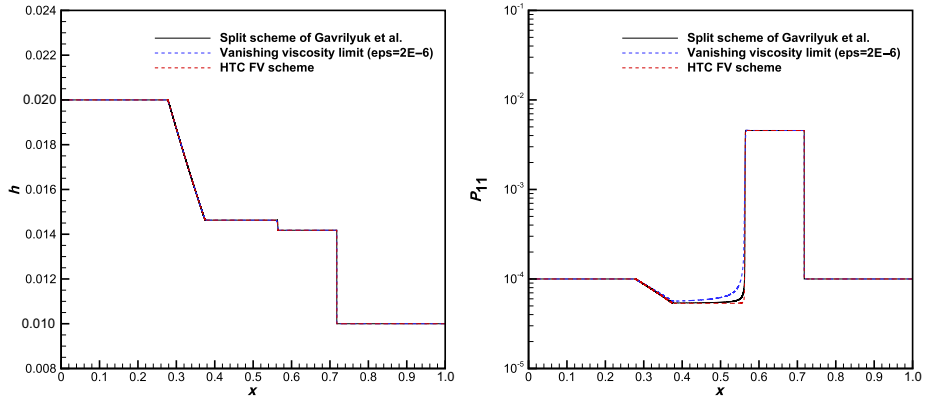 0.024
0.022
0.020
0.018
0.016
0.014
0.012
0.010
0.008
h
0 0.1 0.2 0.3 0.4 0.5 0.6 0.7 0.8 0.9 1.0
x
Split scheme of Gavrilyuk et al.
Vanishing viscosity limit (eps=2E−6)
HTC FV scheme
10⁻¹
10⁻²
10⁻³
10⁻⁴
10⁻⁵
P₁₁
0 0.1 0.2 0.3 0.4 0.5 0.6 0.7 0.8 0.9 1.0
x
Split scheme of Gavrilyuk et al.
Vanishing viscosity limit (eps=2E−6)
HTC FV scheme